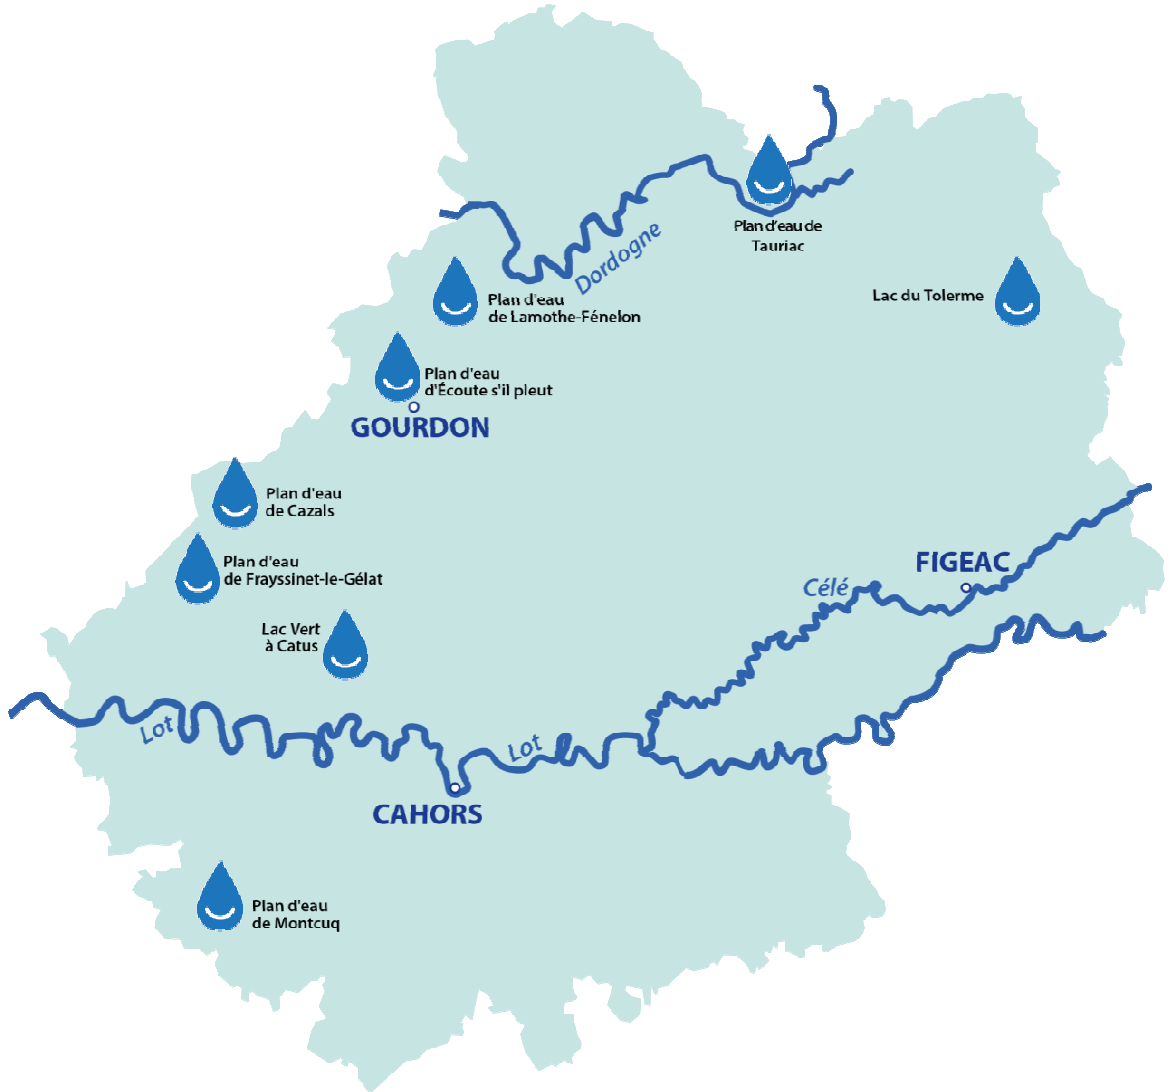 Plan d'eau de
Tauriac
Dordogne
Lac du Tolerme
Plan d'eau
de Lamothe-Fénelon
Plan d'eau
d'Écoute s'il pleut
GOURDON
Plan d'eau
de Cazals
Plan d'eau
de Frayssinet-le-Gélat
FIGEAC
Célé
Lac Vert
à Catus
Lot
Lot
CAHORS
Plan d'eau
de Montcuq